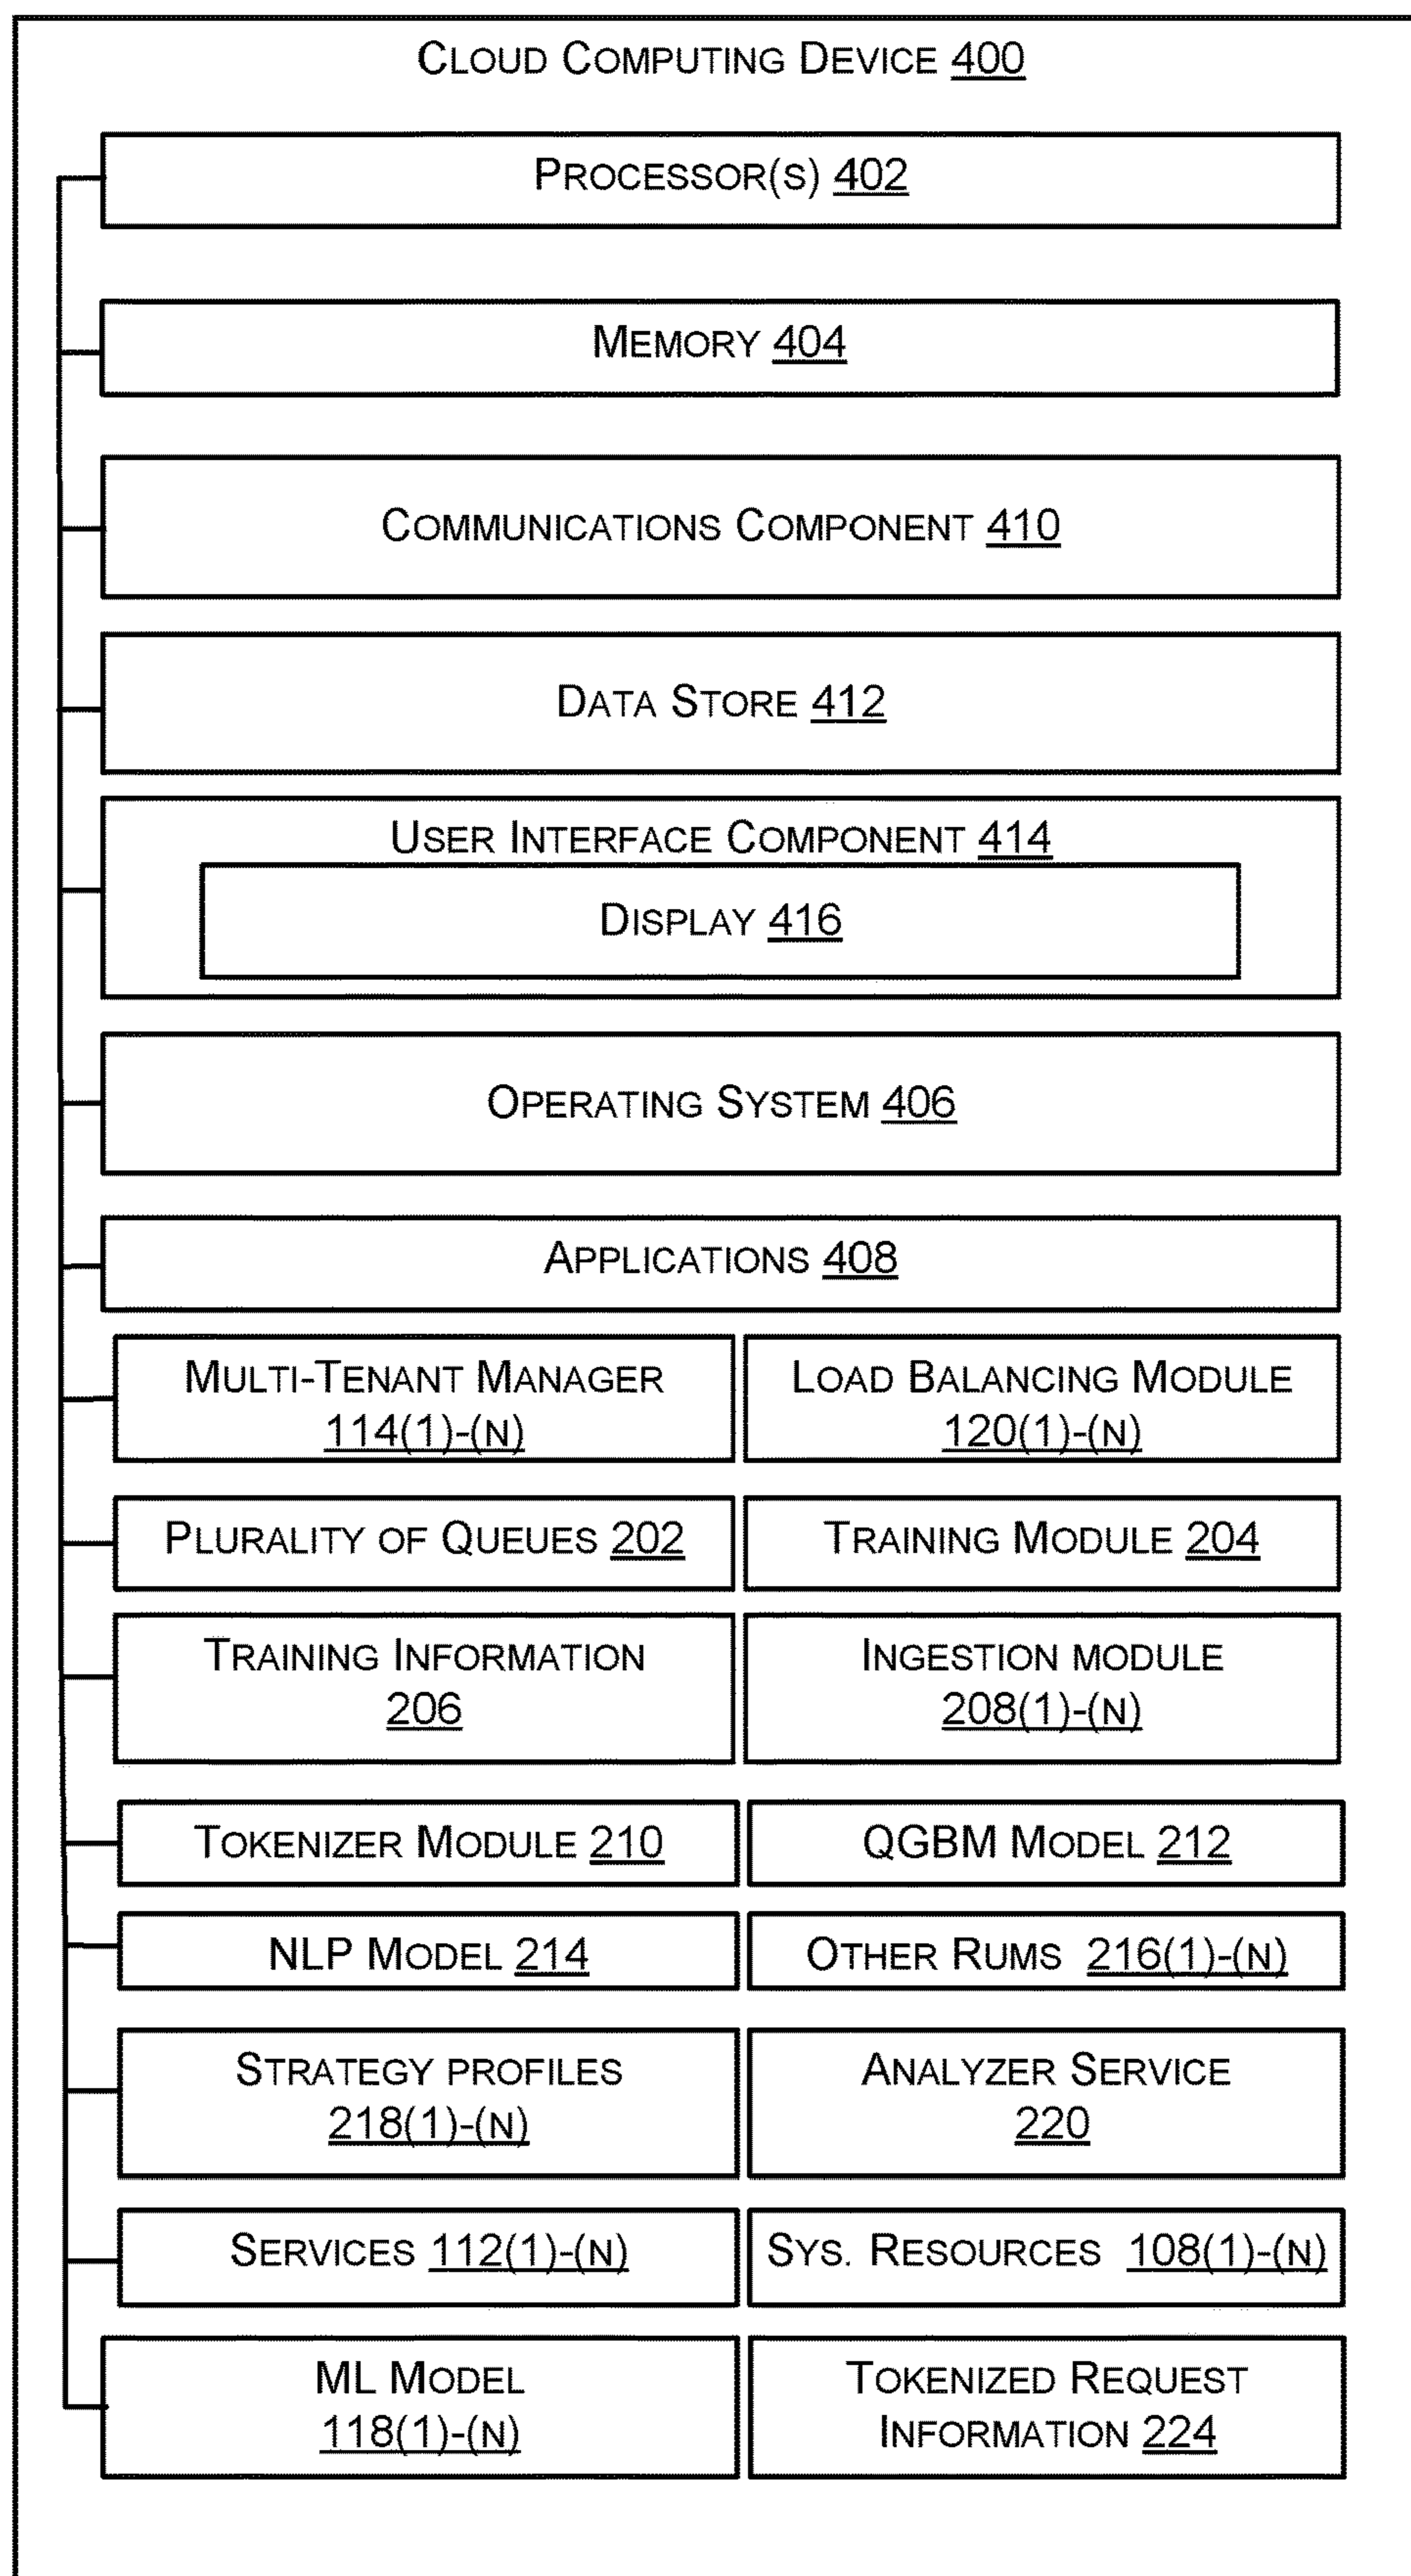 Cloud Computing Device 400
Processor(s) 402
Memory 404
Communications Component 410
Data Store 412
User Interface Component 414
Display 416
Operating System 406
Applications 408
Multi-Tenant Manager
114(1)-(N)
Load Balancing Module
120(1)-(N)
Plurality of Queues 202
Training Module 204
Training Information
206
Ingestion module
208(1)-(N)
Tokenizer Module 210
QGBM Model 212
NLP Model 214
Other Rums 216(1)-(N)
Strategy profiles
218(1)-(N)
Analyzer Service
220
Services 112(1)-(N)
Sys. Resources 108(1)-(N)
ML Model
118(1)-(N)
Tokenized Request
Information 224